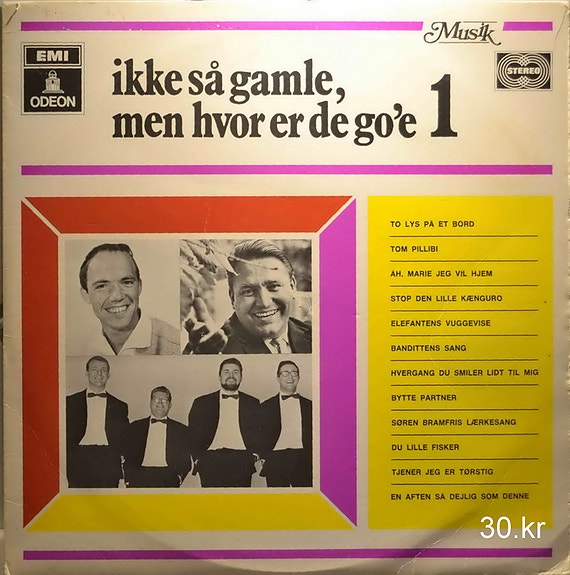 Musik
EMI
ODEON
ikke så gamle,
men hvor er de go'e 1
STEREO
TO LYS PÅ ET BORD
TOM PILLIBI
AH, MARIE JEG VIL HJEM
STOP DEN LILLE KÆNGURO
ELEFANTENS VUGGEVISE
BANDITTENS SANG
HVERGANG DU SMILER LIDT TIL MIG
BYTTE PARTNER
SØREN BRAMFRIS LÆRKESANG
DU LILLE FISKER
TJENER JEG ER TØRSTIG
EN AFTEN SÅ DEJLIG SOM DENNE
30.kr